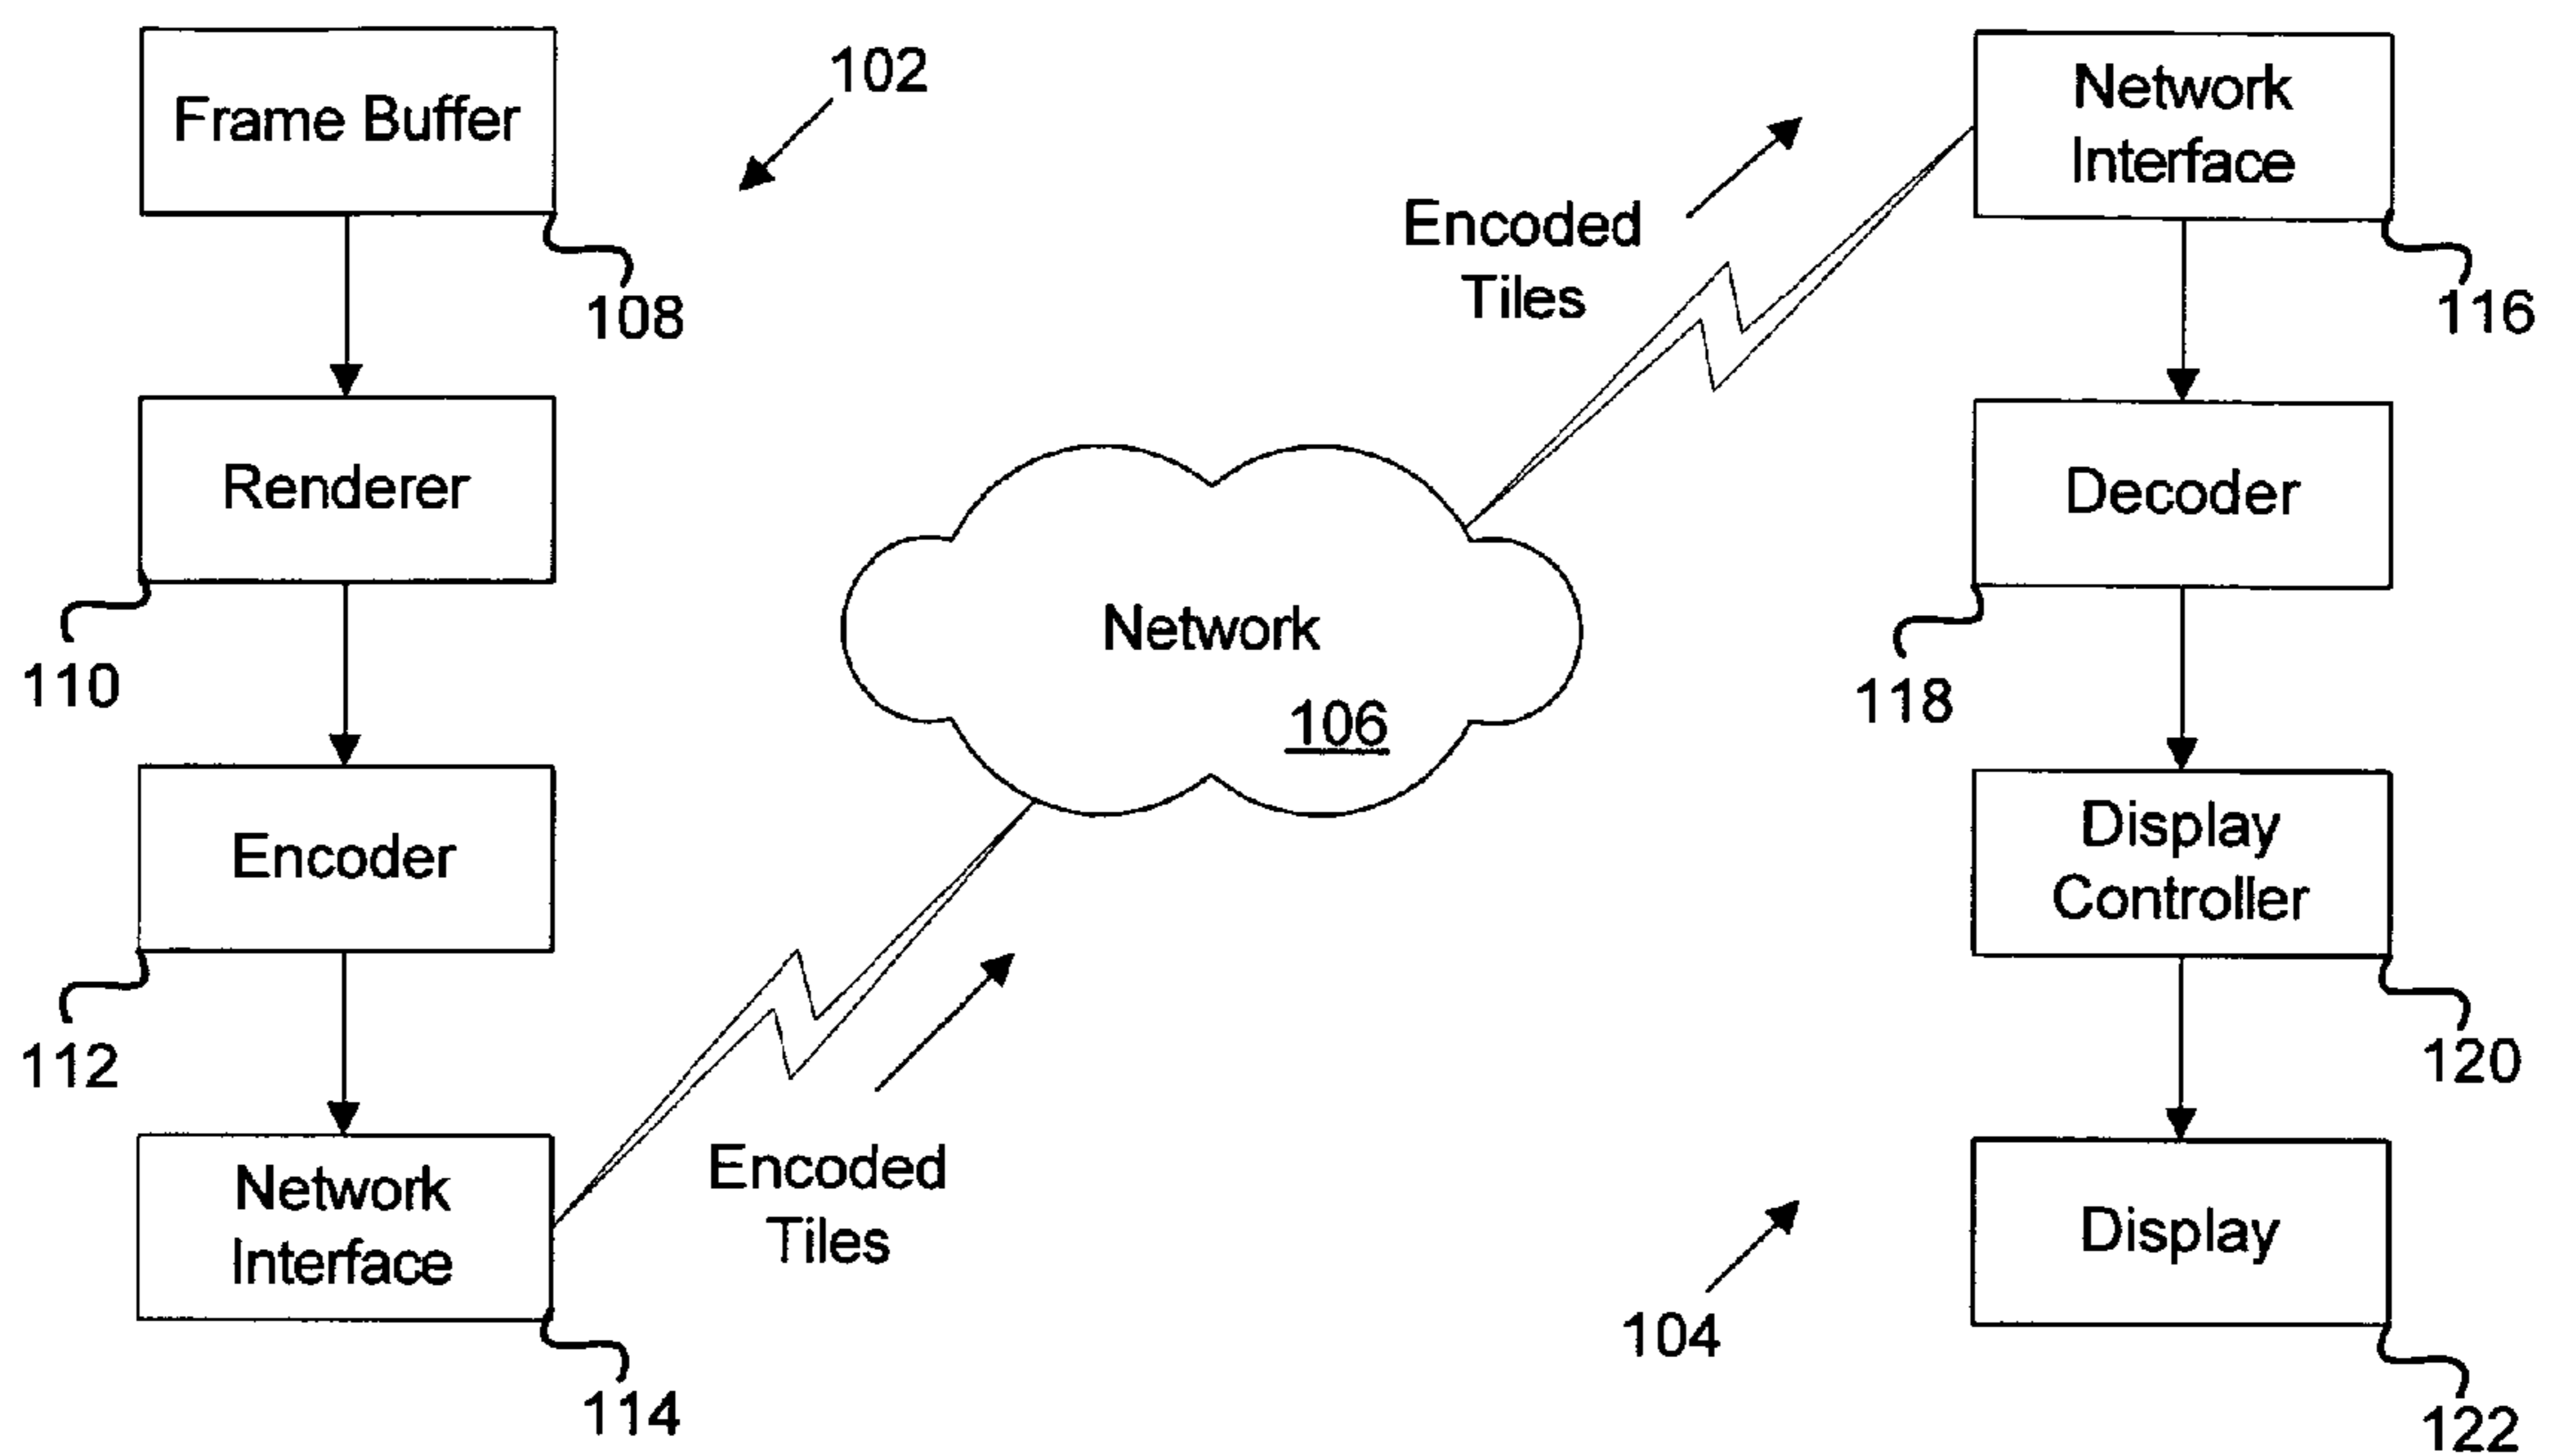 Frame Buffer
108
102
Renderer
110
Encoder
112
Network
Interface
114
Encoded
Tiles
Network
106
Encoded
Tiles
Network
Interface
116
Decoder
118
Display
Controller
120
Display
122
104